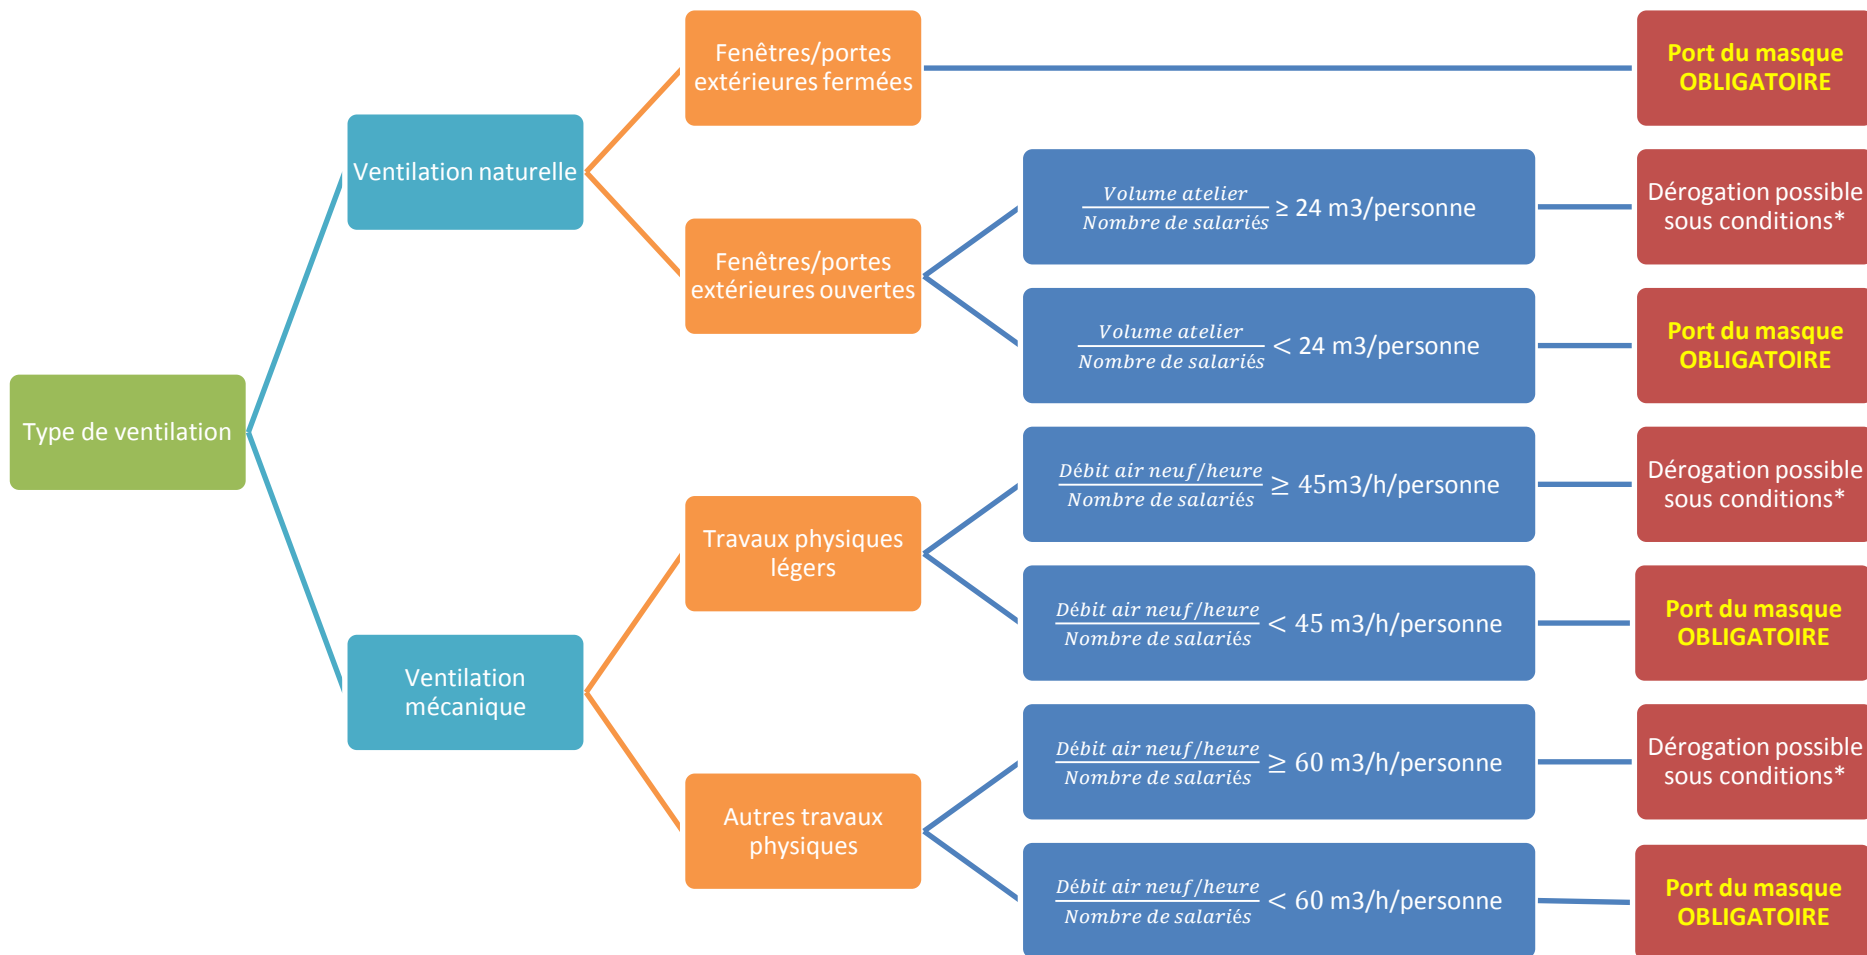 Type de ventilation
Ventilation naturelle
Fenêtres/portes
extérieures fermées
Port du masque
OBLIGATOIRE
Fenêtres/portes
extérieures ouvertes
Volume atelier
Nombre de salariés ≥ 24 m3/personne
Dérogation possible
sous conditions*
Volume atelier
Nombre de salariés < 24 m3/personne
Port du masque
OBLIGATOIRE
Ventilation
mécanique
Travaux physiques
légers
Débit air neuf/heure
Nombre de salariés ≥ 45m3/h/personne
Dérogation possible
sous conditions*
Débit air neuf/heure
Nombre de salariés < 45 m3/h/personne
Port du masque
OBLIGATOIRE
Autres travaux
physiques
Débit air neuf/heure
Nombre de salariés ≥ 60 m3/h/personne
Dérogation possible
sous conditions*
Débit air neuf/heure
Nombre de salariés < 60 m3/h/personne
Port du masque
OBLIGATOIRE